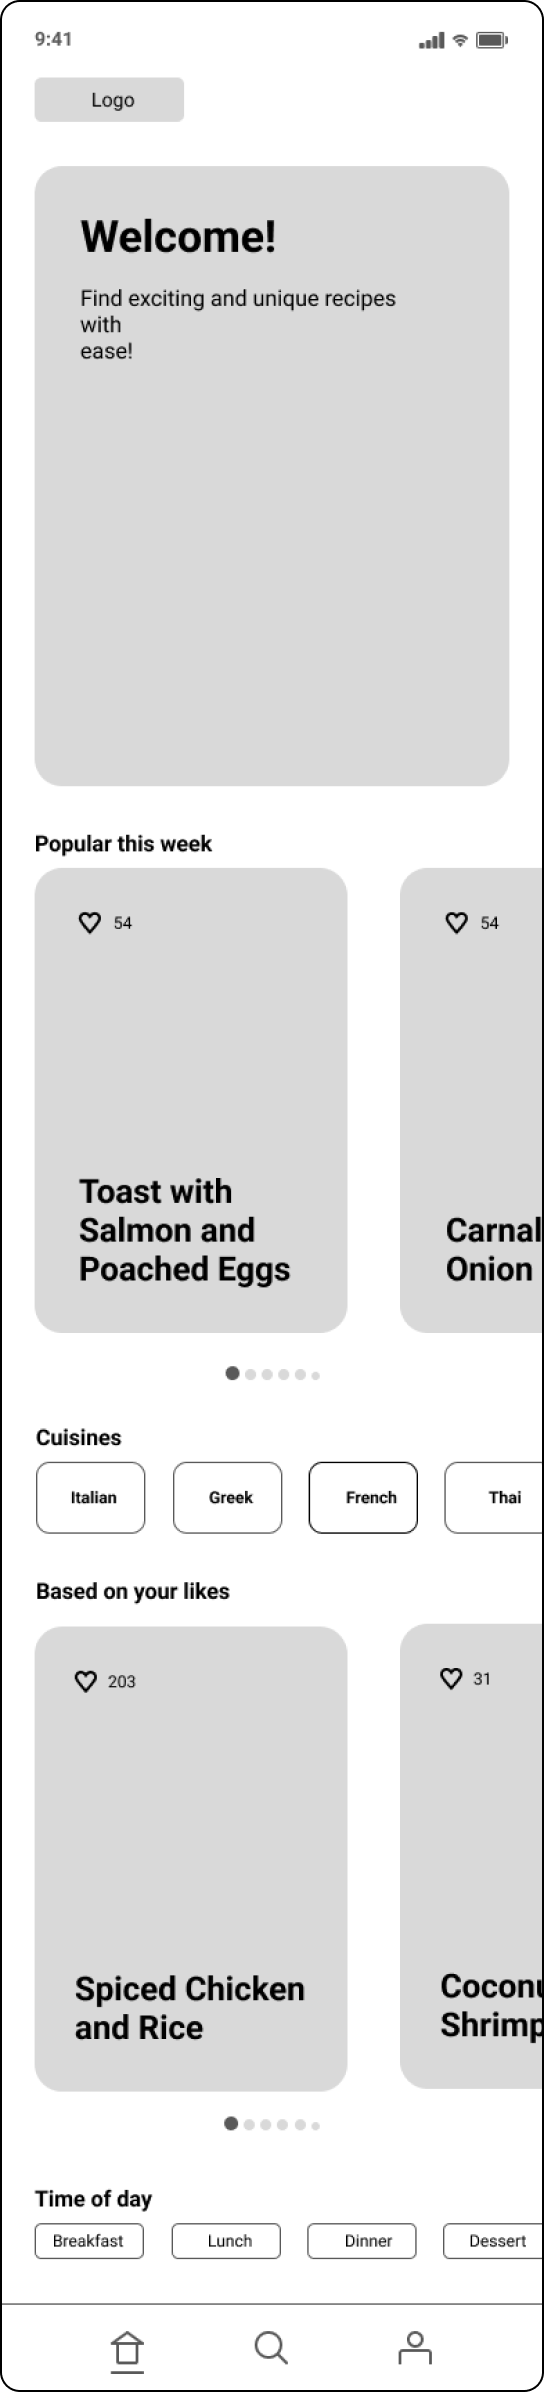 9:41
Logo
Welcome!
Find exciting and unique recipes
with
ease!
Popular this week
54
54
Toast with
Salmon and
Poached Eggs
Carnal
Onion
Cuisines
Italian
Greek
French
Thai
Based on your likes
203
31
Spiced Chicken
and Rice
Coconu
Shrimp
Time of day
Breakfast
Lunch
Dinner
Dessert